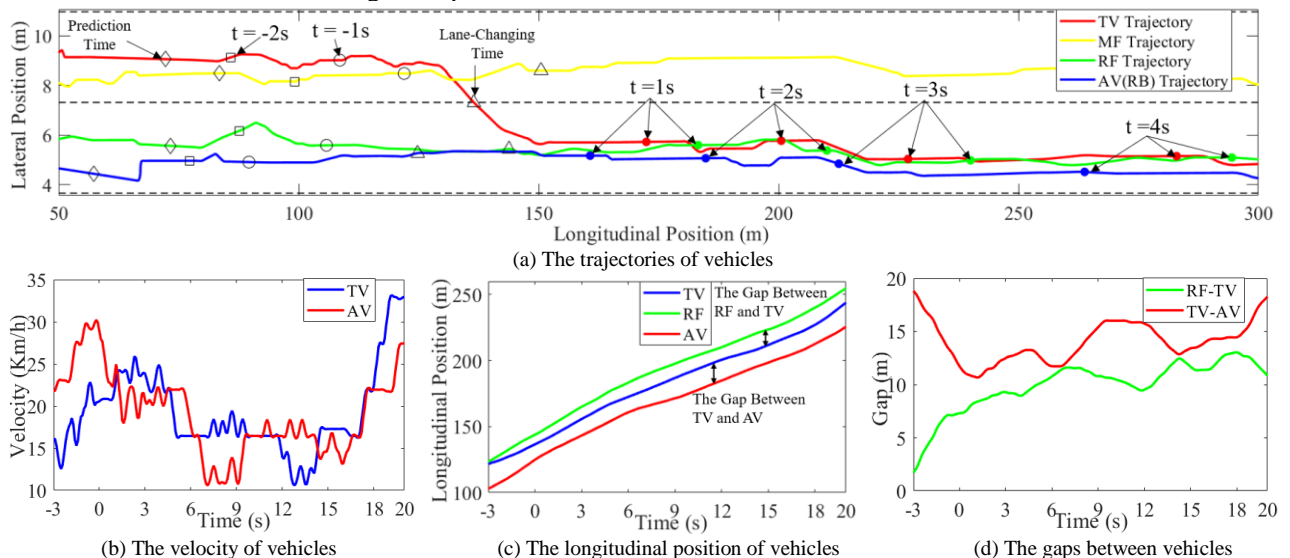 Prediction Time
t = -2s
t = -1s
Lane-Changing Time
t =1s
t =2s
t =3s
t =4s
TV Trajectory
MF Trajectory
RF Trajectory
AV(RB) Trajectory
Lateral Position (m)
10
8
6
4
50
100
150
200
250
300
Longitudinal Position (m)
(a) The trajectories of vehicles
Velocity (Km/h)
35
30
25
20
15
10
TV
AV
-3 0 3 6 9 12 15 18 20
Time (s)
(b) The velocity of vehicles
Longitudinal Position (m)
250
200
150
100
TV
RF
AV
The Gap Between
RF and TV
The Gap Between
TV and AV
-3 0 3 6 9 12 15 18 20
Time (s)
(c) The longitudinal position of vehicles
Gap(m)
20
15
10
5
0
RF-TV
TV-AV
-3 0 3 6 9 12 15 18 20
Time (s)
(d) The gaps between vehicles